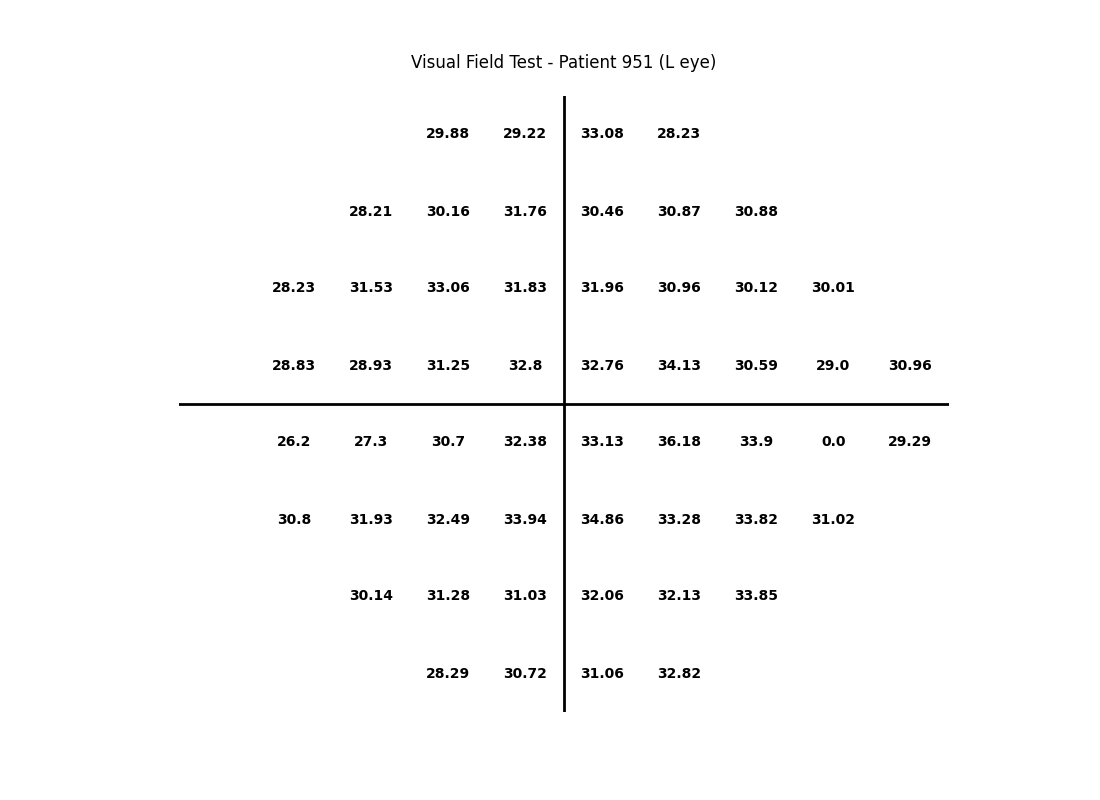 Visual Field Test - Patient 951 (L eye)
29.88 29.22 33.08 28.23
28.21 30.16 31.76 30.46 30.87 30.88
28.23 31.53 33.06 31.83 31.96 30.96 30.12 30.01
28.83 28.93 31.25 32.8 32.76 34.13 30.59 29.0 30.96
26.2 27.3 30.7 32.38 33.13 36.18 33.9 0.0 29.29
30.8 31.93 32.49 33.94 34.86 33.28 33.82 31.02
30.14 31.28 31.03 32.06 32.13 33.85
28.29 30.72 31.06 32.82